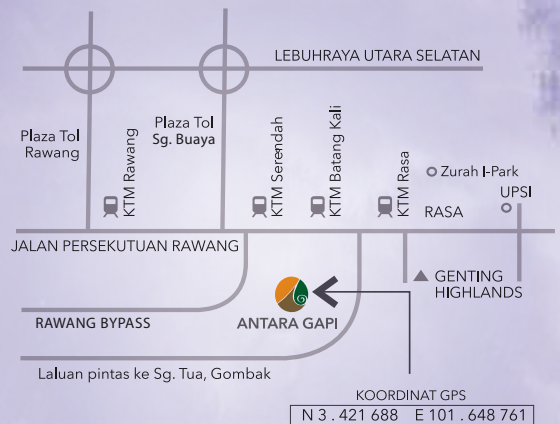 LEBUHRAYA UTARA SELATAN
Plaza Tol
Rawang
KTM Rawang
Plaza Tol
Sg. Buaya
KTM Serendah
KTM Batang Kali
KTM Rasa
Zurah I-Park
UPSI
RASA
JALAN PERSEKUTUAN RAWANG
GENTING
HIGHLANDS
RAWANG BYPASS
ANTARA GAPI
Laluan pintas ke Sg. Tua, Gombak
KOORDINAT GPS
N 3 . 421 688 E 101 . 648 761